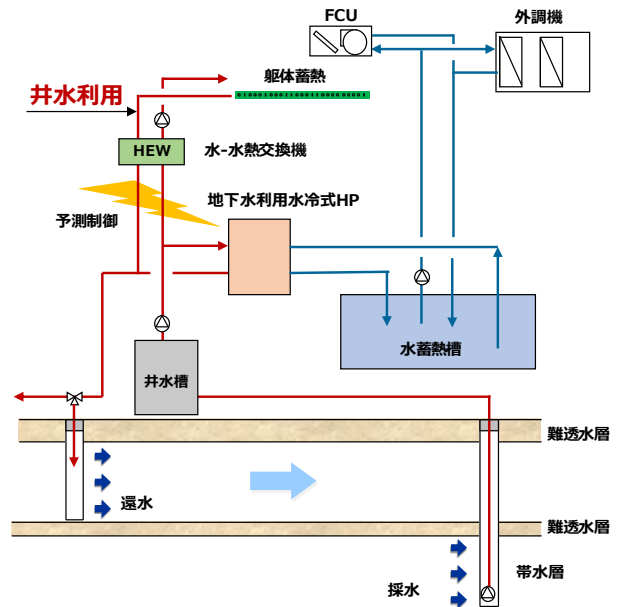 FCU
外調機
躯体蓄熱
井水利用
HEW
水-水熱交換機
地下水利用水冷式HP
予測制御
水蓄熱槽
井水槽
難透水層
還水
難透水層
帯水層
採水